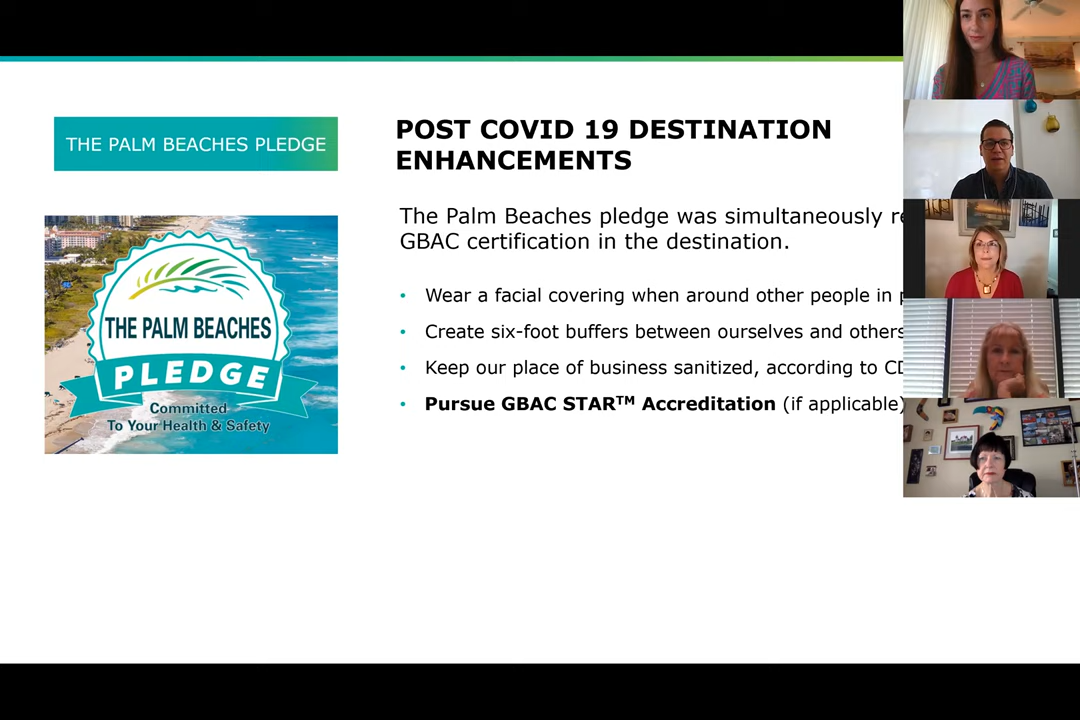 THE PALM BEACHES PLEDGE
POST COVID 19 DESTINATION
ENHANCEMENTS
The Palm Beaches pledge was simultaneously
GBAC certification in the destination.
• Wear a facial covering when around other people in
• Create six-foot buffers between ourselves and others
• Keep our place of business sanitized, according to
• Pursue GBAC STAR™ Accreditation (if applicable)
THE PALM BEACHES
PLEDGE
Committed
To Your Health & Safety